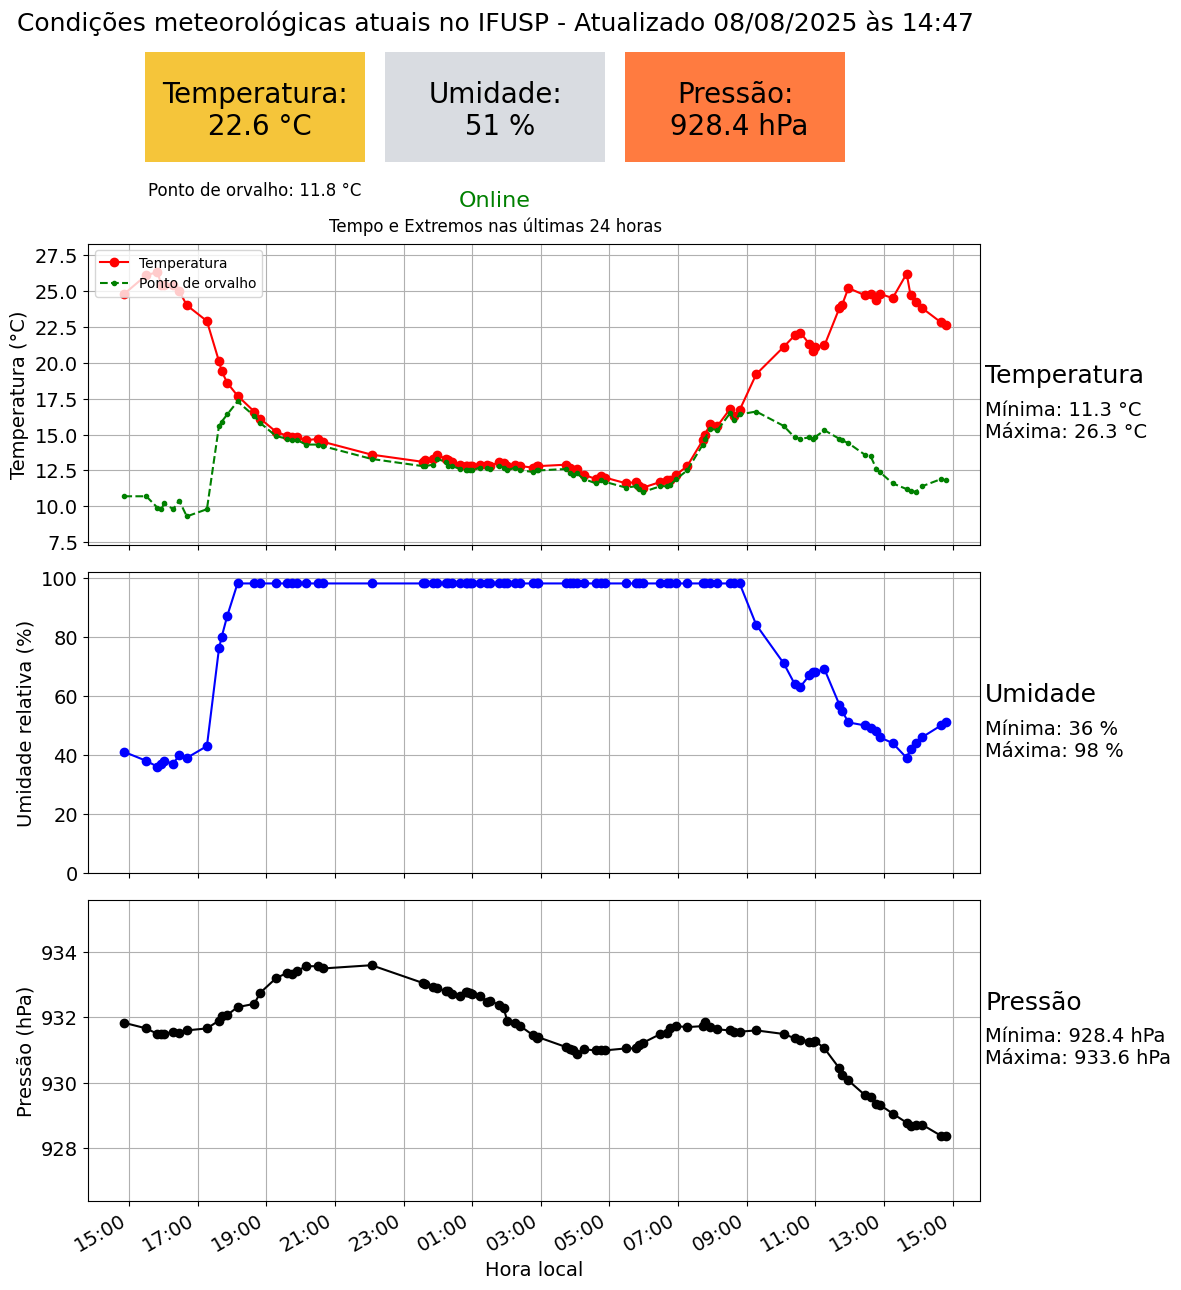 Condições meteorológicas atuais no IFUSP - Atualizado 08/08/2025 às 14:47
Temperatura:
22.6 °C
Umidade:
51 %
Pressão:
928.4 hPa
Ponto de orvalho: 11.8 °C
Online
Tempo e Extremos nas últimas 24 horas
Temperatura
Ponto de orvalho
Temperatura (°C)
27.5
25.0
22.5
20.0
17.5
15.0
12.5
10.0
7.5
Temperatura
Mínima: 11.3 °C
Máxima: 26.3 °C
Umidade relativa (%)
100
80
60
40
20
0
Umidade
Mínima: 36 %
Máxima: 98 %
Pressão (hPa)
934
932
930
928
Pressão
Mínima: 928.4 hPa
Máxima: 933.6 hPa
15:00 17:00 19:00 21:00 23:00 01:00 03:00 05:00 07:00 09:00 11:00 13:00 15:00
Hora local